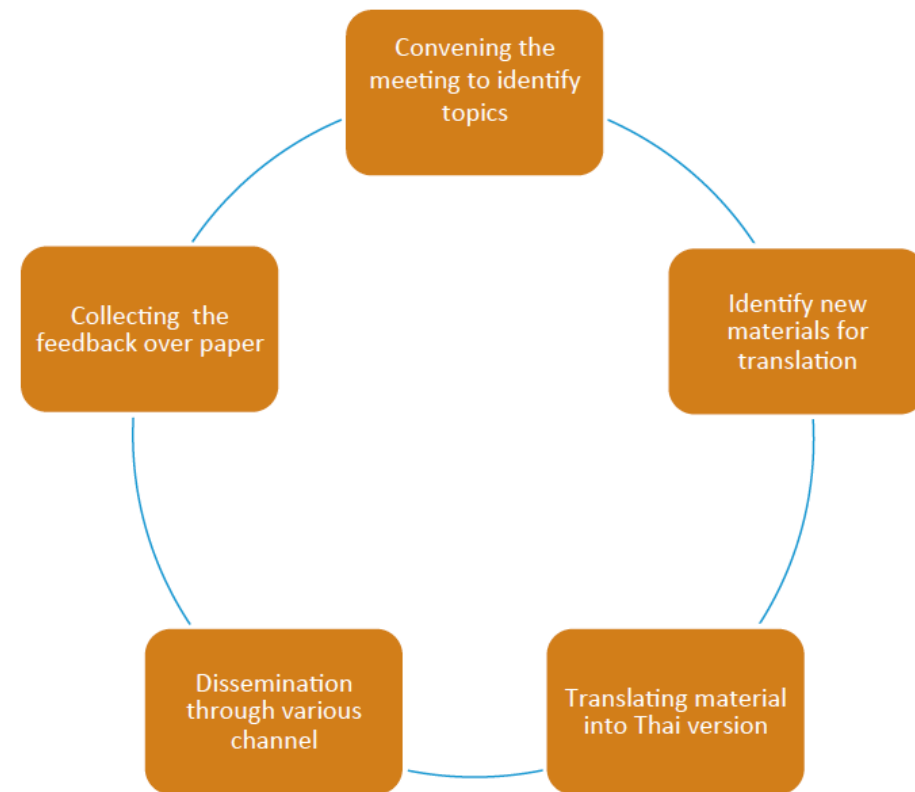 Convening the
meeting to identify
topics
Identify new
materials for
translation
Translating material
into Thai version
Dissemination
through various
channel
Collecting the
feedback over paper